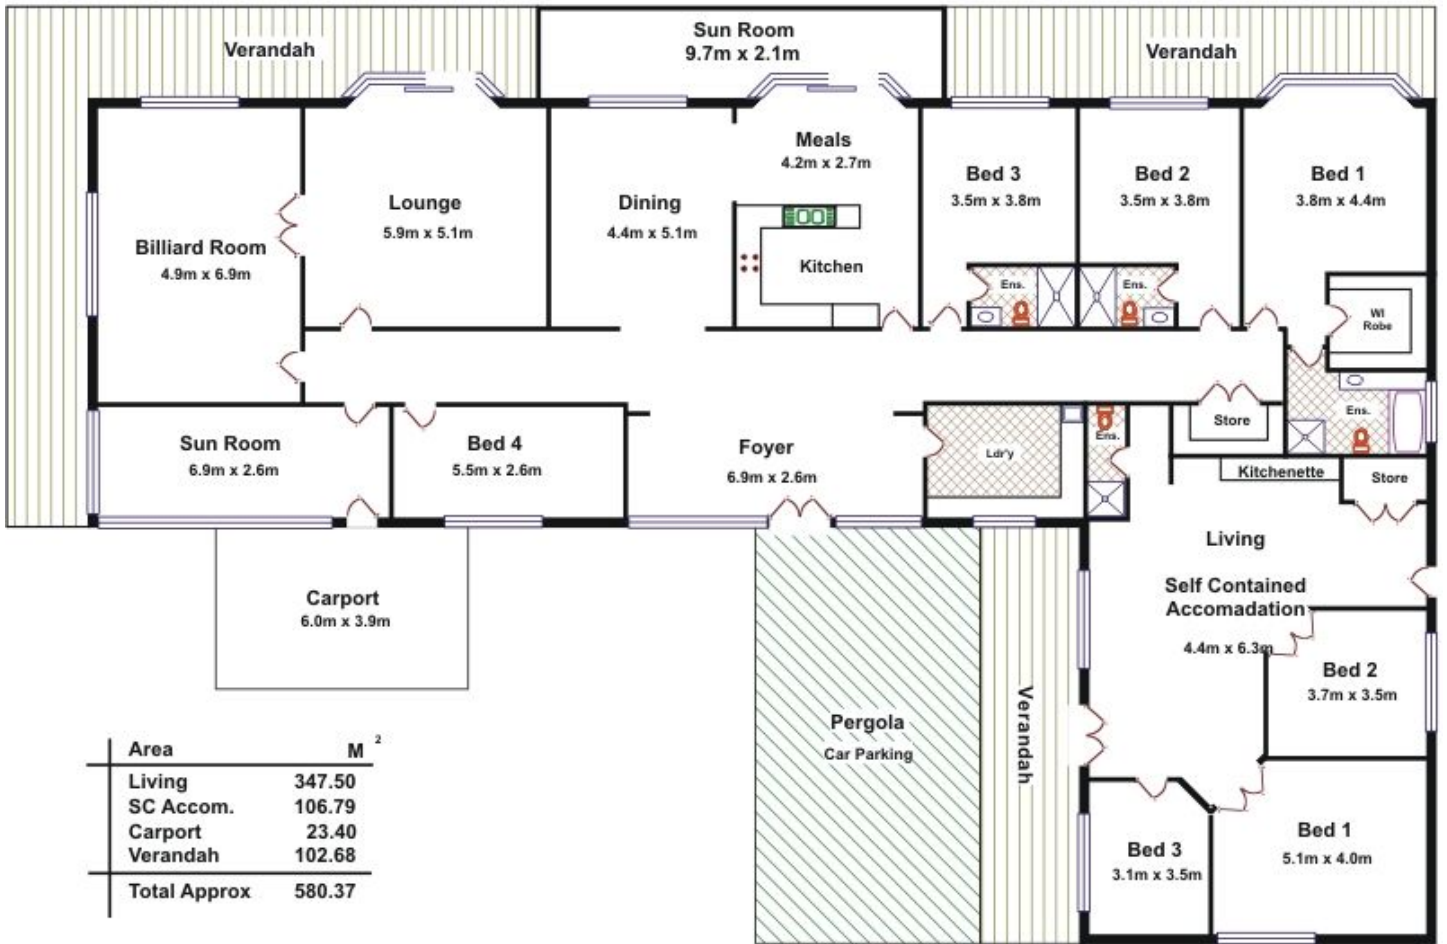 Verandah
Sun Room
9.7m x 2.1m
Verandah
Billiard Room
4.9m x 6.9m
Lounge
5.9m x 5.1m
Dining
4.4m x 5.1m
Meals
4.2m x 2.7m
Kitchen
Bed 3
3.5m x 3.8m
Ens.
Bed 2
3.5m x 3.8m
Ens.
Bed 1
3.8m x 4.4m
WI
Robe
Ens.
Sun Room
6.9m x 2.6m
Bed 4
5.5m x 2.6m
Foyer
6.9m x 2.6m
Ldr'y
Ens.
Store
Kitchenette
Store
Living
Self Contained
Accomadation
4.4m x 6.3m
Bed 2
3.7m x 3.5m
Bed 1
5.1m x 4.0m
Bed 3
3.1m x 3.5m
Carport
6.0m x 3.9m
Pergola
Car Parking
Verandah
Area M 2
Living 347.50
SC Accom. 106.79
Carport 23.40
Verandah 102.68
Total Approx 580.37